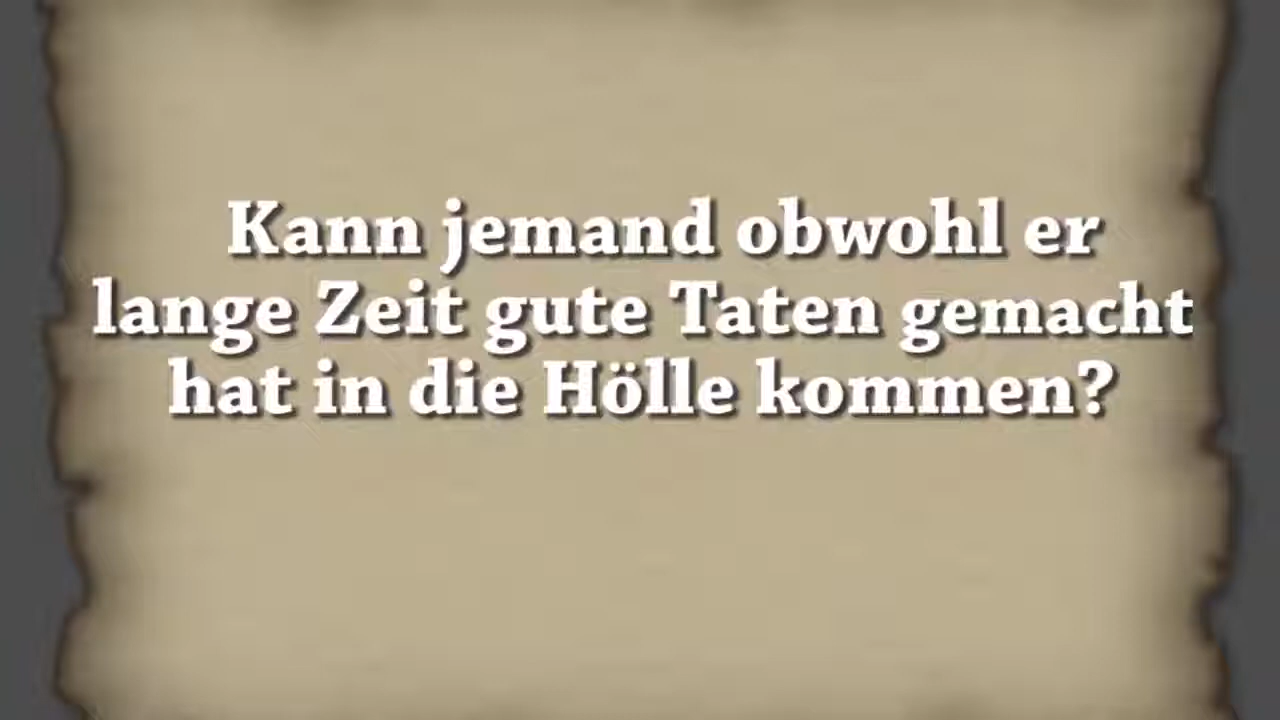 Kann jemand obwohl er
lange Zeit gute Taten gemacht
hat in die Hölle kommen?